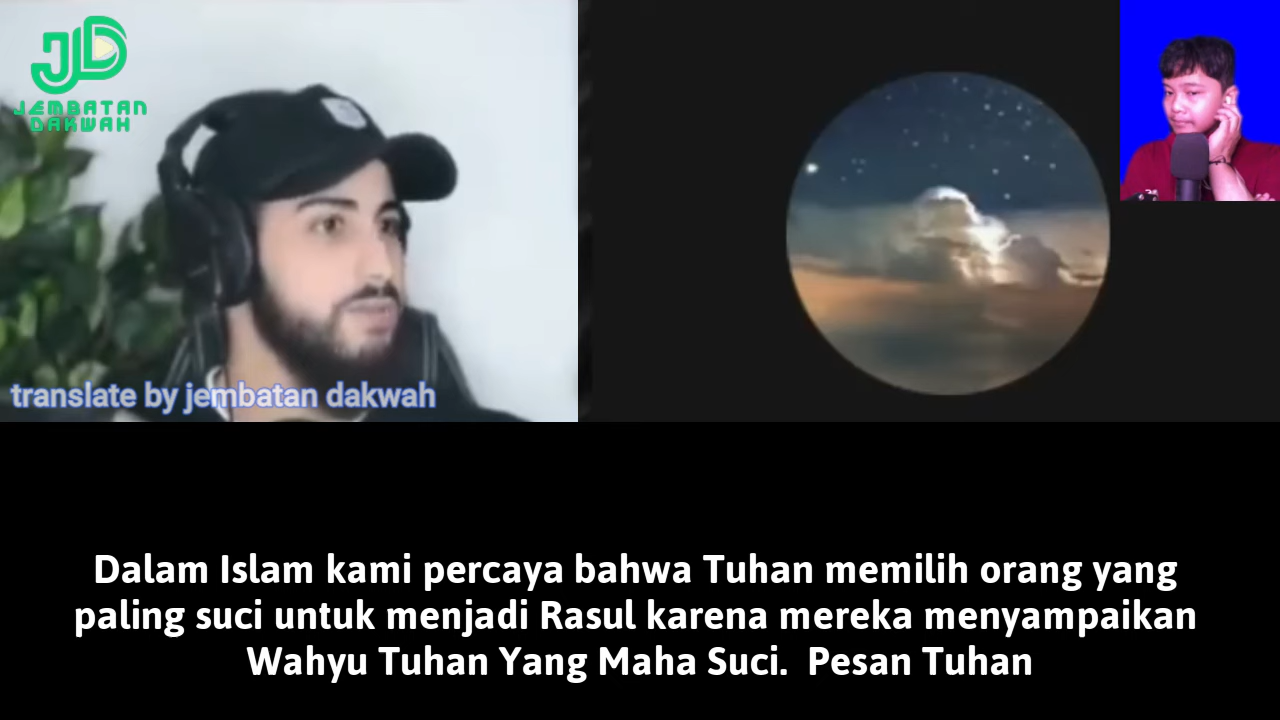 JD
JEMBATAN
DAKWAH
translate by jembatan dakwah
Dalam Islam kami percaya bahwa Tuhan memilih orang yang
paling suci untuk menjadi Rasul karena mereka menyampaikan
Wahyu Tuhan Yang Maha Suci.  Pesan Tuhan